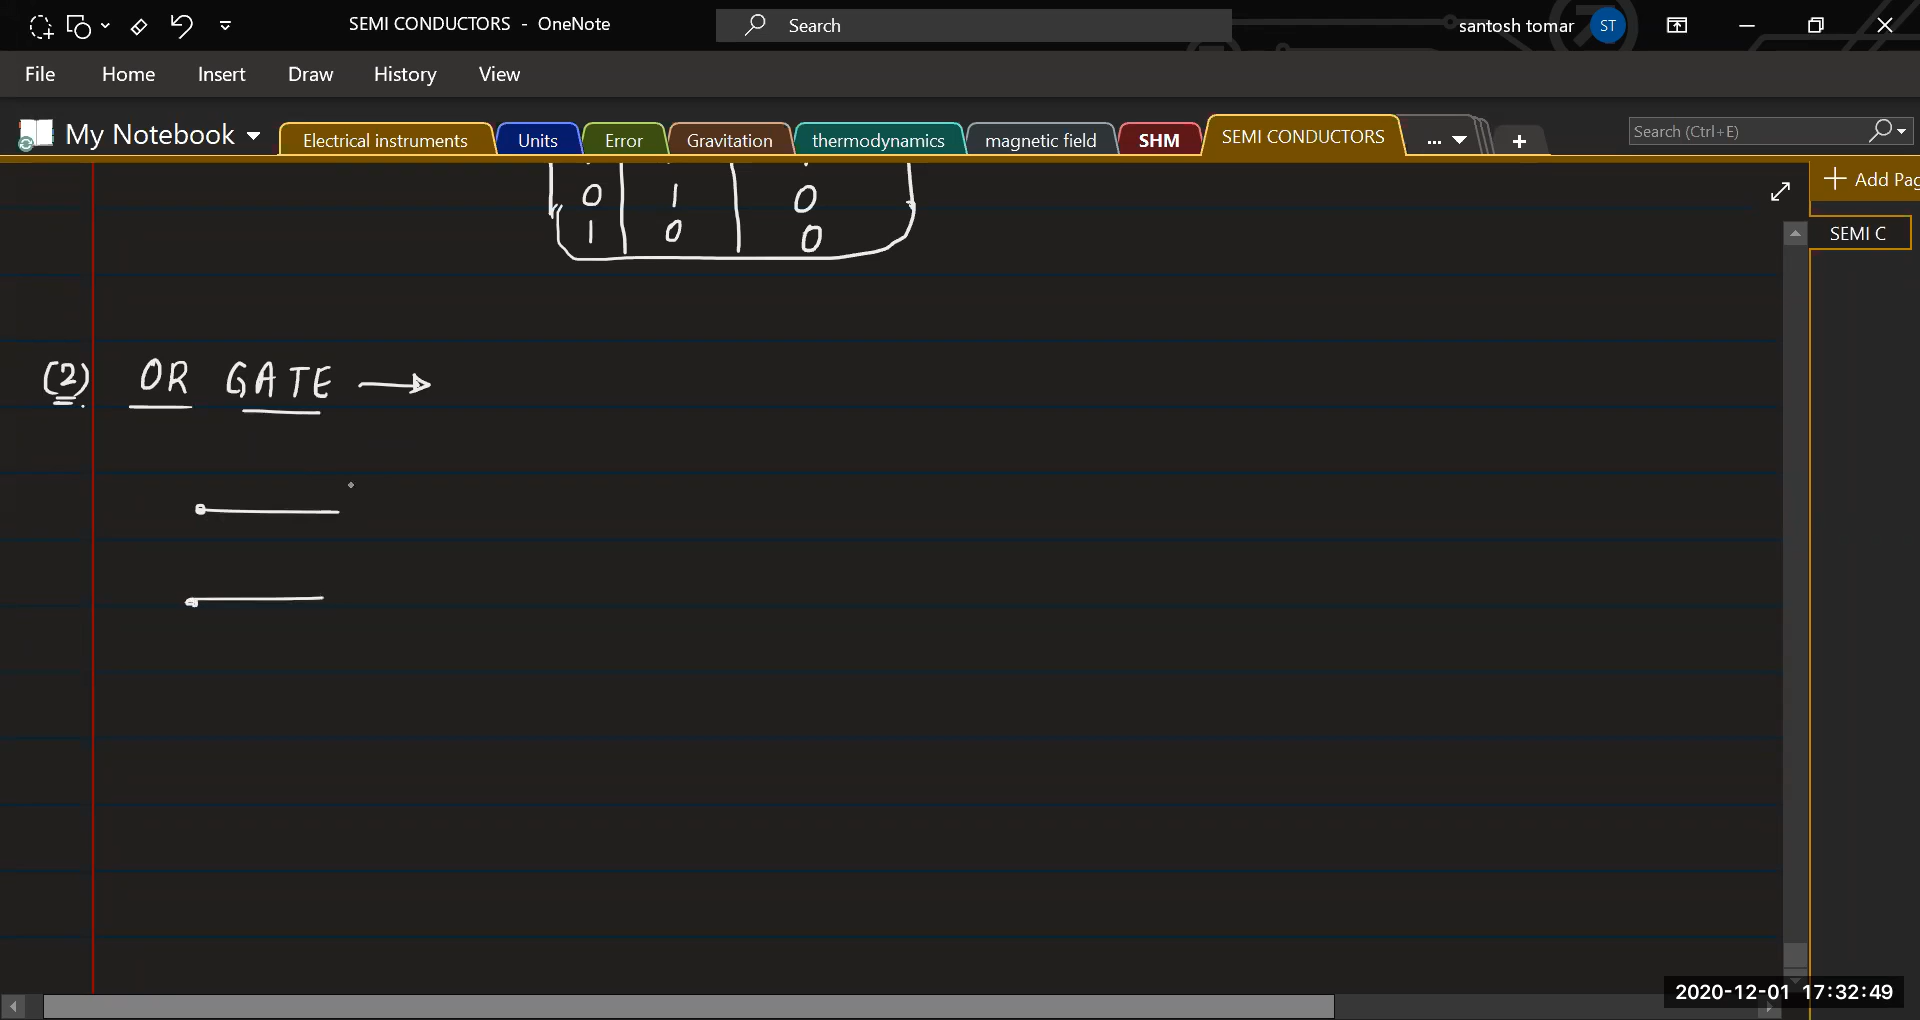 SEMI CONDUCTORS - OneNote
Search
santosh tomar
ST
File Home Insert Draw History View
My Notebook
Electrical instruments
Units
Error
Gravitation
thermodynamics
magnetic field
SHM
SEMI CONDUCTORS
...
+
Search (Ctrl+E)
+ Add Pag
SEMI C
0 1 0
1 0 0
(2) OR GATE →
2020-12-01 17:32:49